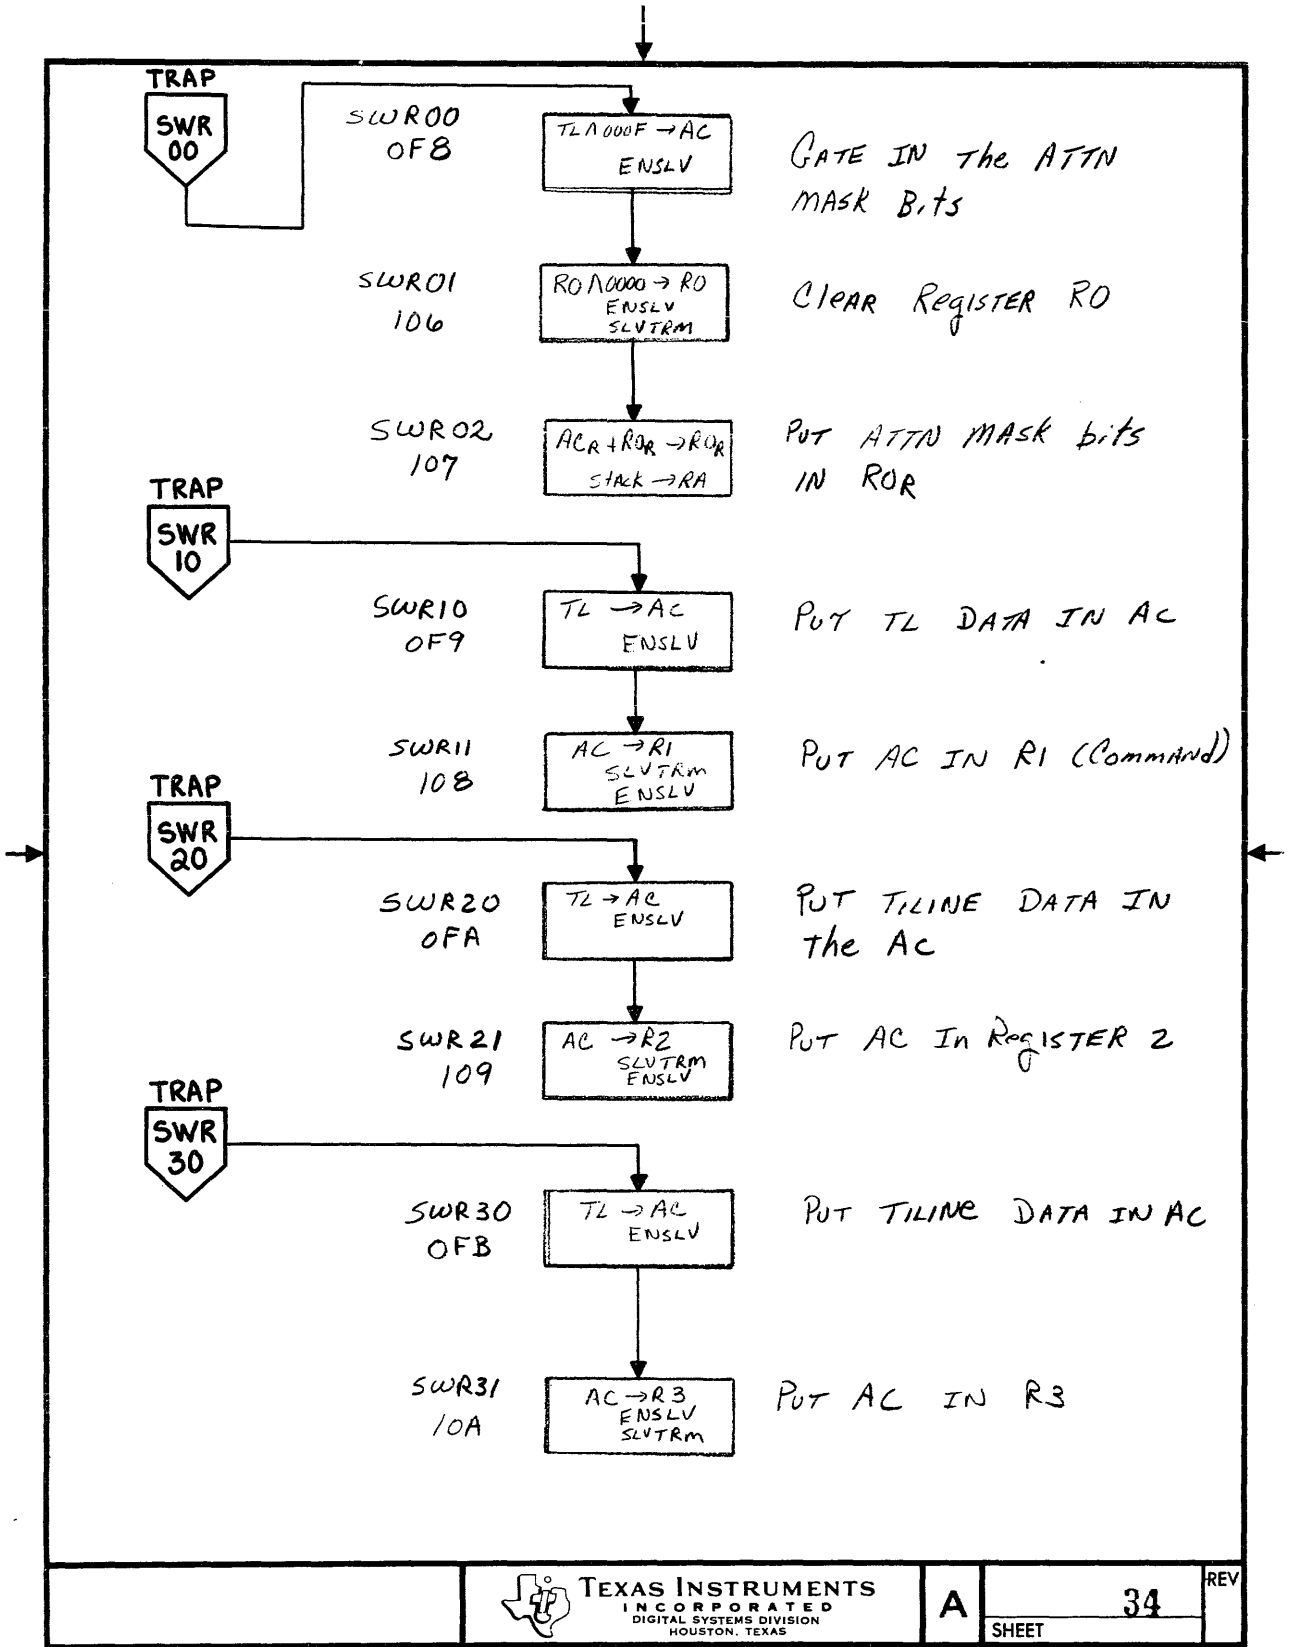 TRAP
SWR
00
SWR00
0F8
TLΛ000F→AC
ENSLV
GATE IN the ATTN
MASK Bits
SWR01
106
R0Λ0000→R0
ENSLV
SLVTRM
CleAR RegISTER R0
SWR02
107
ACR+R0R→R0R
STACK→RA
PUT ATTN MASK bits
IN R0R
TRAP
SWR
10
SWR10
0F9
TL→AC
ENSLV
PUT TL DATA IN AC
SWR11
108
AC→R1
SLVTRM
ENSLV
PUT AC IN R1 (CommANd)
TRAP
SWR
20
SWR20
0FA
TL→AC
ENSLV
PUT TILINE DATA IN
the AC
SWR21
109
AC→R2
SLVTRM
ENSLV
PUT AC In RegISTER 2
TRAP
SWR
30
SWR30
0FB
TL→AC
ENSLV
PUT TILINE DATA IN AC
SWR31
10A
AC→R3
ENSLV
SLVTRM
PUT AC IN R3
TEXAS INSTRUMENTS
INCORPORATED
DIGITAL SYSTEMS DIVISION
HOUSTON, TEXAS
A
34
SHEET
REV